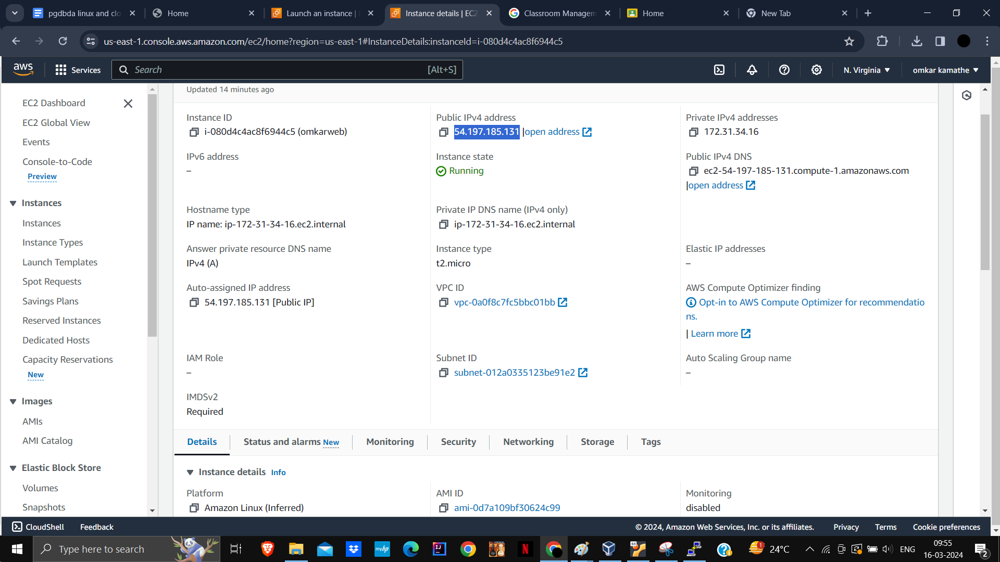 pgdbda linux and clo
Home
Launch an instance |
Instance details | EC2
Classroom Managem
Home
New Tab
us-east-1.console.aws.amazon.com/ec2/home?region=us-east-1#InstanceDetails:instanceId=i-080d4c4ac8f6944c5
aws
Services
Search
[Alt+S]
N. Virginia
omkar kamathe
EC2 Dashboard
EC2 Global View
Events
Console-to-Code
Preview
Instances
Instances
Instance Types
Launch Templates
Spot Requests
Savings Plans
Reserved Instances
Dedicated Hosts
Capacity Reservations
New
Images
AMIs
AMI Catalog
Elastic Block Store
Volumes
Snapshots
Updated 14 minutes ago
Instance ID
i-080d4c4ac8f6944c5 (omkarweb)
Public IPv4 address
54.197.185.131 |open address
Private IPv4 addresses
172.31.34.16
IPv6 address
–
Instance state
Running
Public IPv4 DNS
ec2-54-197-185-131.compute-1.amazonaws.com
|open address
Hostname type
IP name: ip-172-31-34-16.ec2.internal
Private IP DNS name (IPv4 only)
ip-172-31-34-16.ec2.internal
Answer private resource DNS name
IPv4 (A)
Instance type
t2.micro
Elastic IP addresses
–
Auto-assigned IP address
54.197.185.131 [Public IP]
VPC ID
vpc-0a0f8c7fc5bbc01bb
AWS Compute Optimizer finding
Opt-in to AWS Compute Optimizer for recommendatio
ns.
| Learn more
IAM Role
–
Subnet ID
subnet-012a0335123be91e2
Auto Scaling Group name
–
IMDSv2
Required
Details
Status and alarms New
Monitoring
Security
Networking
Storage
Tags
Instance details Info
Platform
Amazon Linux (Inferred)
AMI ID
ami-0d7a109bf30624c99
Monitoring
disabled
CloudShell
Feedback
© 2024, Amazon Web Services, Inc. or its affiliates.
Privacy
Terms
Cookie preferences
Type here to search
myhp
IJ
N
64
1
24°C
ENG
09:55
16-03-2024
2